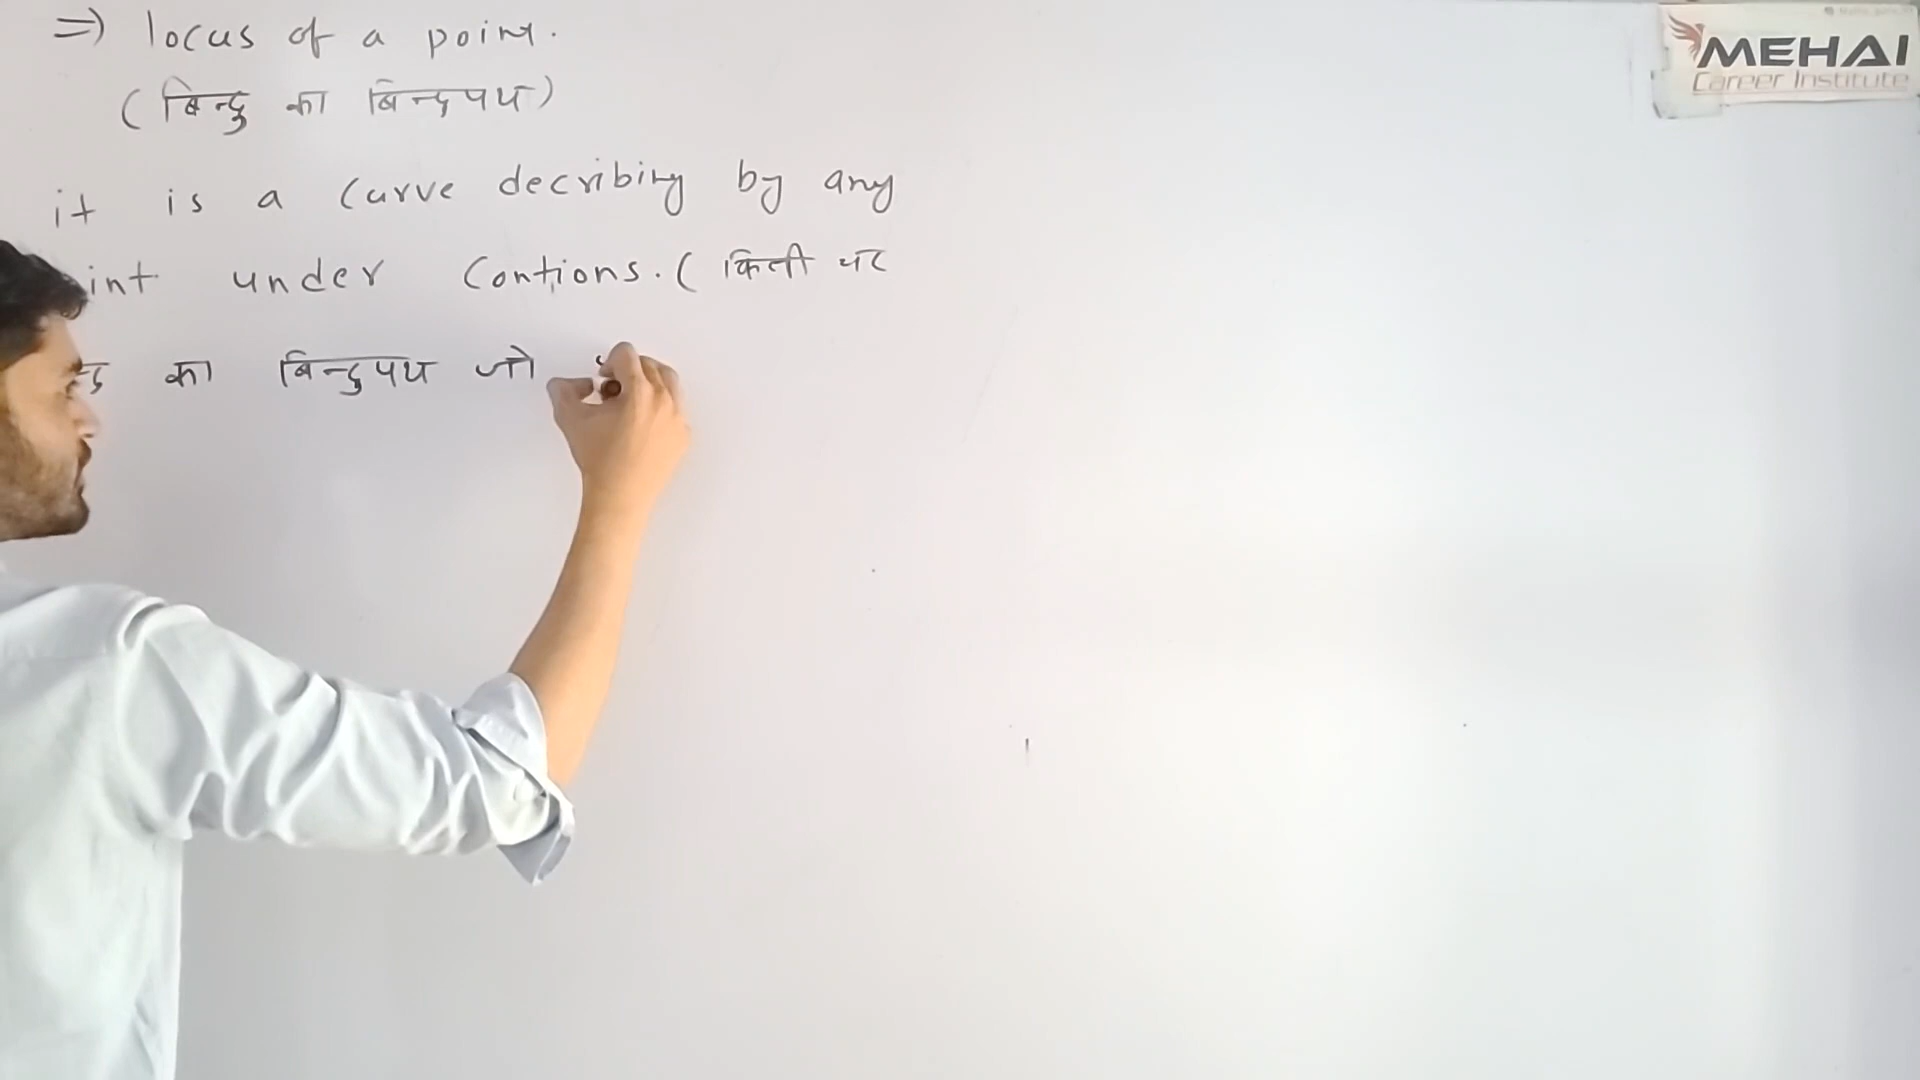 =) locus of a point.
(बिन्दु का बिन्दुपथ)
it is a curve decribing by any
int under Contions. ( किसी चर
का बिन्दुपथ जो
MEHAI
Career Institute